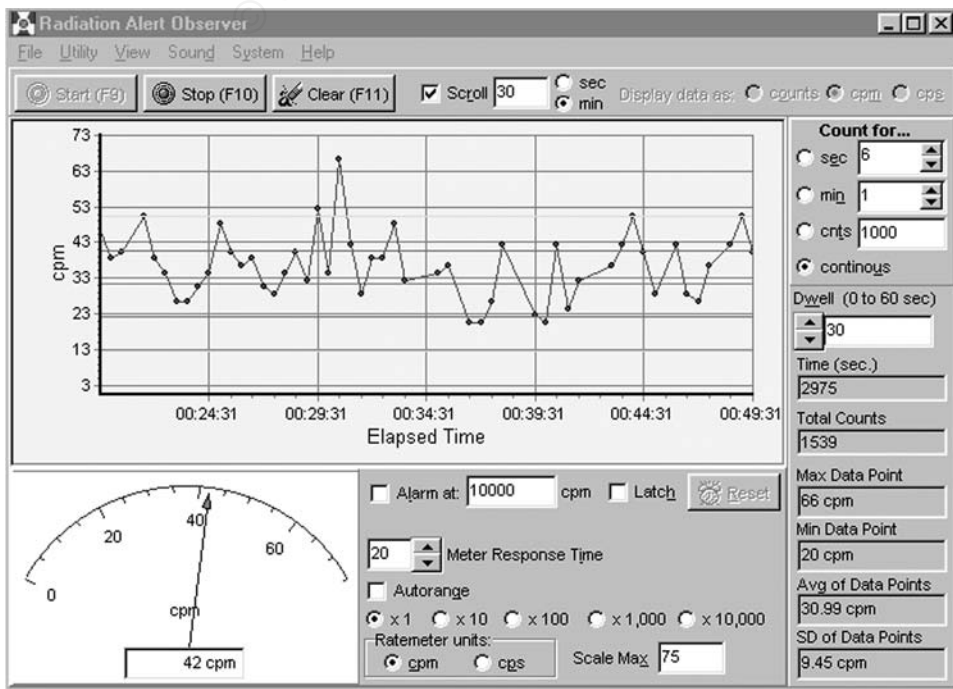 Radiation Alert Observer
File Utility View Sound System Help
Start (F9) Stop (F10) Clear (F11) Scroll 30 sec min Display data as: counts cpm cps
73
63
53
43
33
23
13
3
cpm
00:24:31 00:29:31 00:34:31 00:39:31 00:44:31 00:49:31
Elapsed Time
Count for...
sec 6
min 1
cnts 1000
continous
Dwell (0 to 60 sec)
30
Time (sec.)
2975
Total Counts
1539
Max Data Point
66 cpm
Min Data Point
20 cpm
Avg of Data Points
30.99 cpm
SD of Data Points
9.45 cpm
0 20 40 60
cpm
42 cpm
Alarm at: 10000 cpm Latch Reset
20 Meter Response Time
Autorange
x 1 x 10 x 100 x 1,000 x 10,000
Ratemeter units:
cpm cps
Scale Max 75